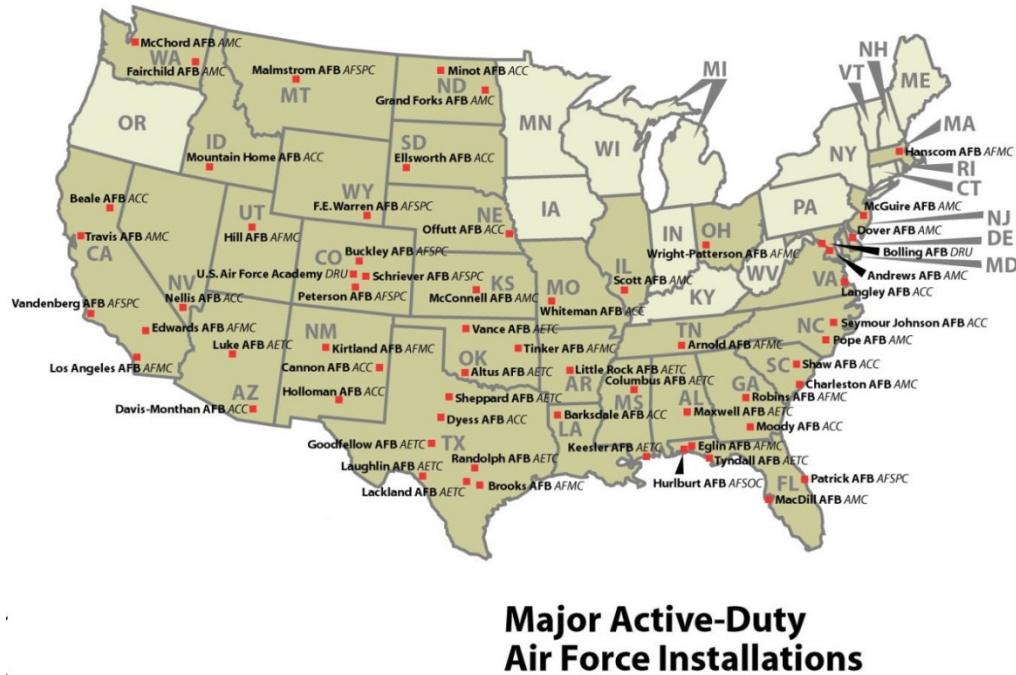 McChord AFB AMC
WA
Fairchild AFB AMC
Malmstrom AFB AFSPC
MT
Minot AFB ACC
ND
Grand Forks AFB AMC
MN
MI
VT
NH
ME
OR
ID
Mountain Home AFB ACC
SD
Ellsworth AFB ACC
WI
NY
MA
Hanscom AFB AFMC
RI
CT
WY
F.E.Warren AFB AFSPC
Beale AFB ACC
UT
Hill AFB AFMC
NE
Offutt AFB ACC
IA
PA
McGuire AFB AMC
NJ
Dover AFB AMC
DE
Bolling AFB DRU
MD
Andrews AFB AMC
Travis AFB AMC
CA
NV
CO
Buckley AFB AFSPC
U.S.Air Force Academy DRU
Schriever AFB AFSPC
Peterson AFB AFSPC
KS
McConnell AFB AMC
MO
Whiteman AFB ACC
IL
Scott AFB AMC
IN
OH
Wright-Patterson AFB AFMC
WV
KY
VA
Langley AFB ACC
Vandenberg AFB AFSPC
Nellis AFB ACC
Edwards AFB AFMC
Luke AFB AETC
Los Angeles AFB AFMC
AZ
Davis-Monthan AFB ACC
NM
Kirtland AFB AFMC
Cannon AFB ACC
Holloman AFB ACC
Vance AFB AETC
OK
Tinker AFB AFMC
Altus AFB AETC
TN
Arnold AFB AFMC
NC
Seymour Johnson AFB ACC
Pope AFB AMC
SC
Shaw AFB ACC
Charleston AFB AMC
Little Rock AFB AETC
AR
Columbus AFB AETC
MS
AL
Maxwell AFB AETC
GA
Robins AFB AFMC
Moody AFB ACC
Sheppard AFB AETC
Dyess AFB ACC
Barksdale AFB ACC
LA
Keesler AFB AETC
Eglin AFB AFMC
Tyndall AFB AETC
Hurlburt AFB AFSOC
Goodfellow AFB AETC
TX
Randolph AFB AETC
Laughlin AFB AETC
Lackland AFB AETC
Brooks AFB AFMC
FL
Patrick AFB AFSPC
MacDill AFB AMC
Major Active-Duty
Air Force Installations